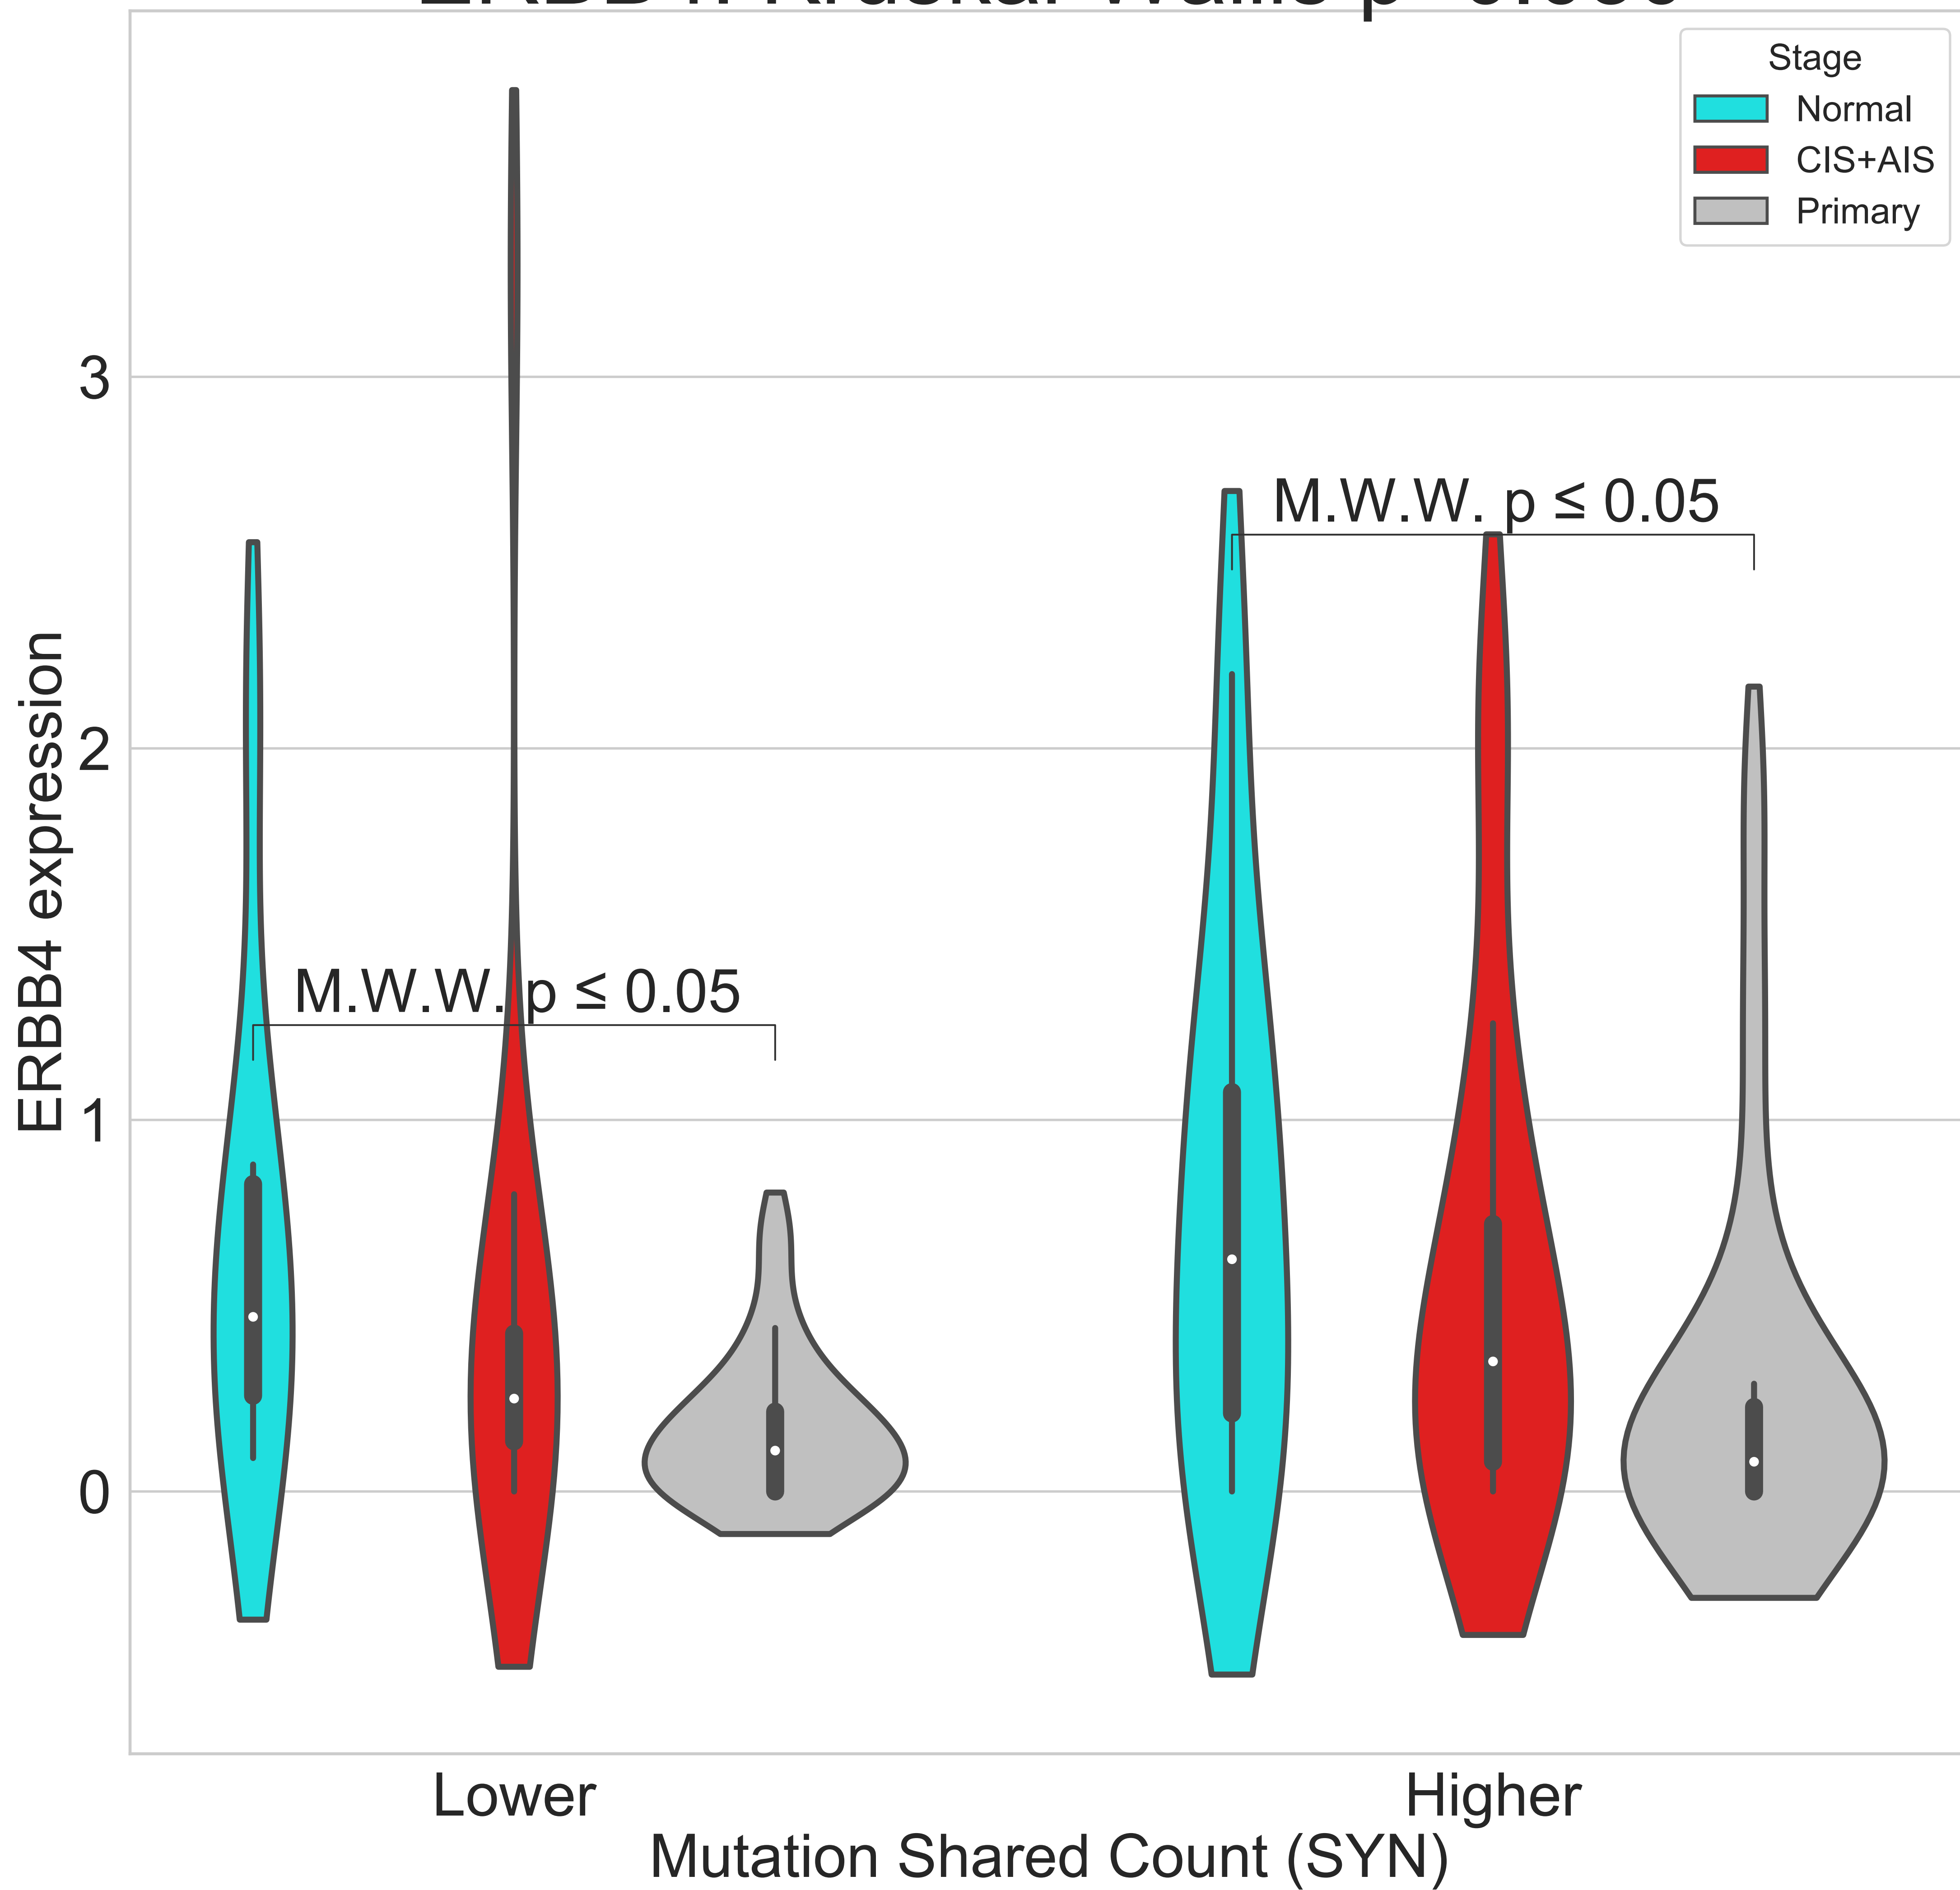 Stage
Normal
CIS+AIS
Primary
3
2
1
0
ERBB4 expression
M.W.W. p ≤ 0.05
M.W.W. p ≤ 0.05
Lower
Higher
Mutation Shared Count (SYN)